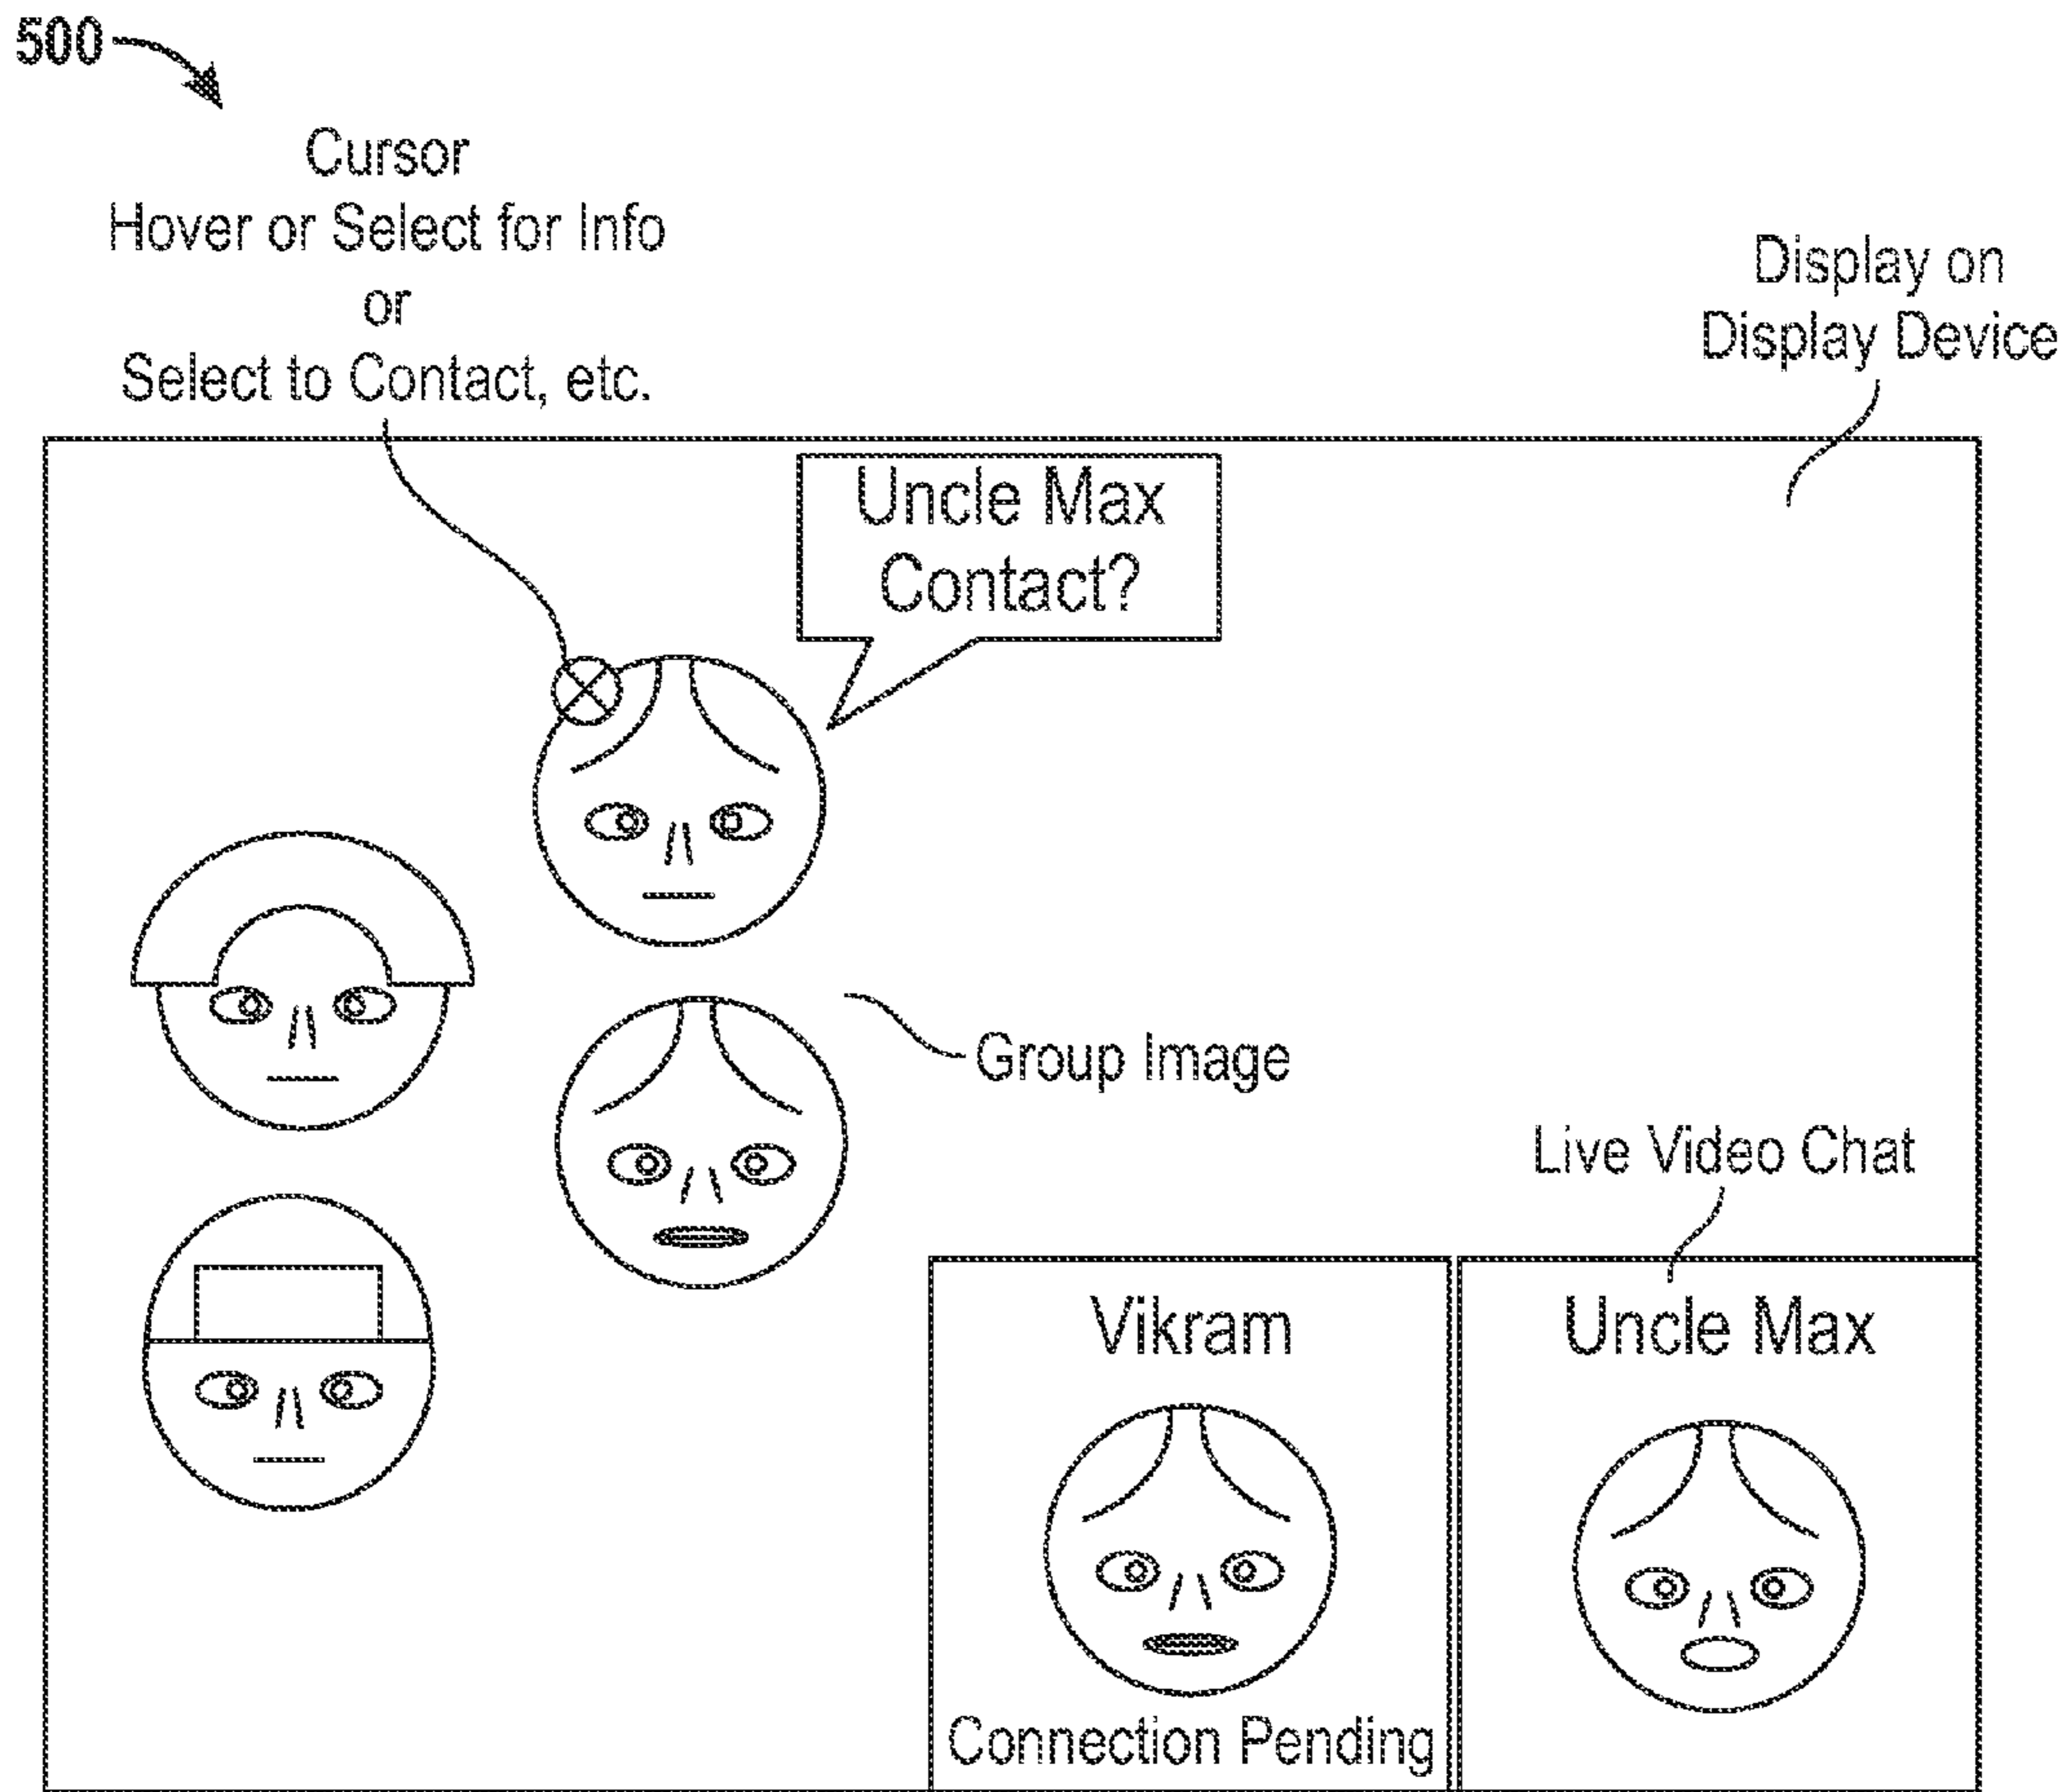 500
Cursor
Hover or Select for Info
or
Select to Contact, etc.
Display on
Display Device
Uncle Max
Contact?
Group Image
Live Video Chat
Vikram
Uncle Max
Connection Pending